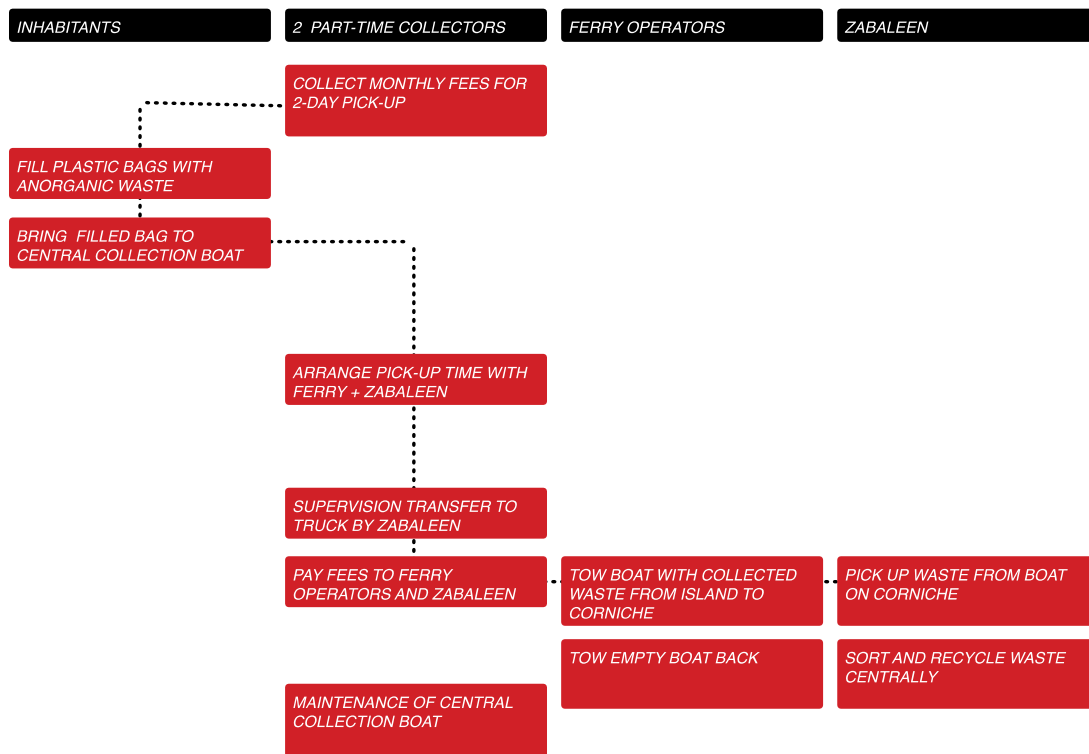 INHABITANTS
2 PART-TIME COLLECTORS
FERRY OPERATORS
ZABALEEN
COLLECT MONTHLY FEES FOR
2-DAY PICK-UP
FILL PLASTIC BAGS WITH
ANORGANIC WASTE
BRING FILLED BAG TO
CENTRAL COLLECTION BOAT
ARRANGE PICK-UP TIME WITH
FERRY + ZABALEEN
SUPERVISION TRANSFER TO
TRUCK BY ZABALEEN
PAY FEES TO FERRY
OPERATORS AND ZABALEEN
TOW BOAT WITH COLLECTED
WASTE FROM ISLAND TO
CORNICHE
PICK UP WASTE FROM BOAT
ON CORNICHE
TOW EMPTY BOAT BACK
SORT AND RECYCLE WASTE
CENTRALLY
MAINTENANCE OF CENTRAL
COLLECTION BOAT